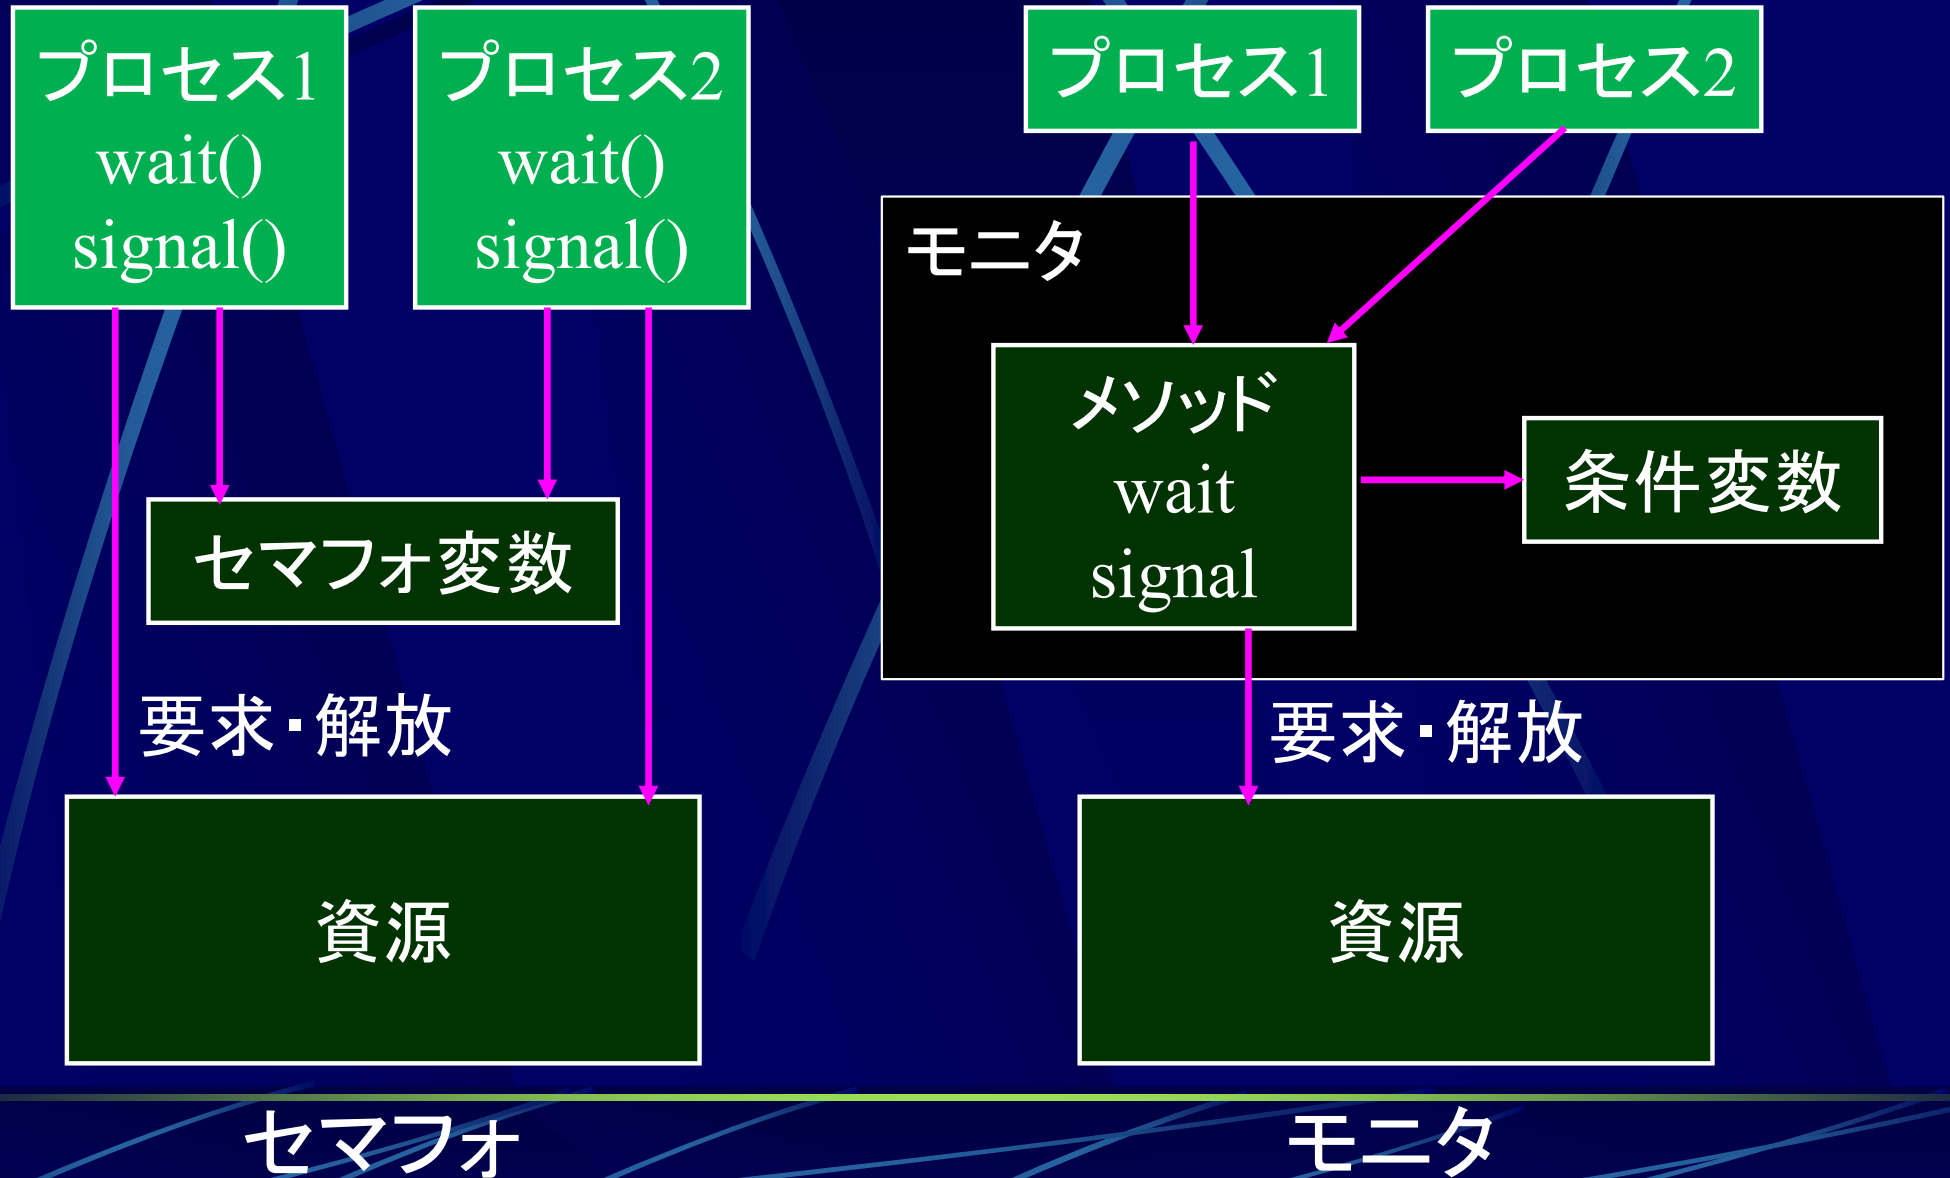 プロセス1
wait()
signal()
プロセス2
wait()
signal()
セマフォ変数
要求・解放
資源
セマフォ
プロセス1
プロセス2
モニタ
メソッド
wait
signal
条件変数
要求・解放
資源
モニタ